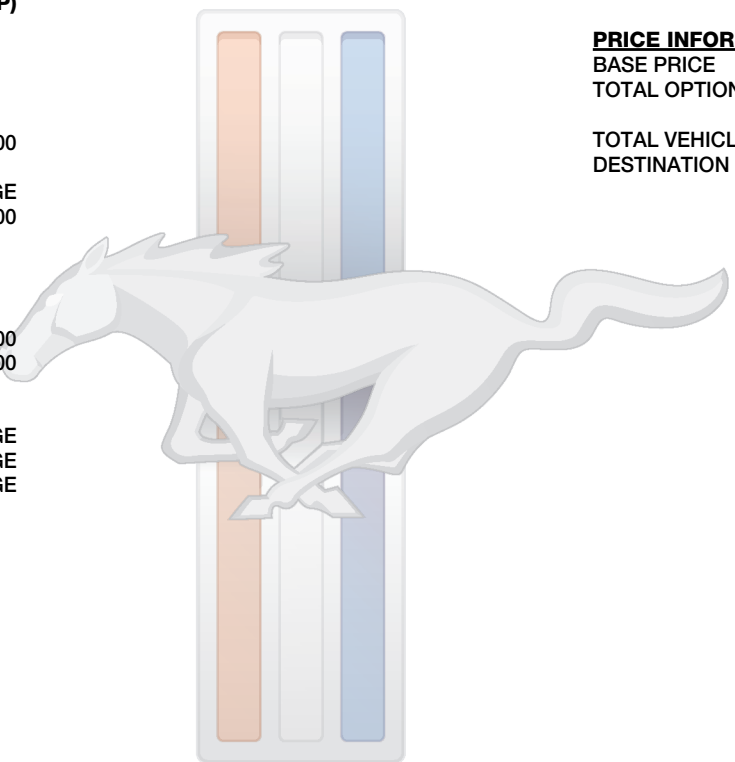 P)
00
GE
00
00
00
GE
GE
GE
PRICE INFOR
BASE PRICE
TOTAL OPTION
TOTAL VEHICL
DESTINATION